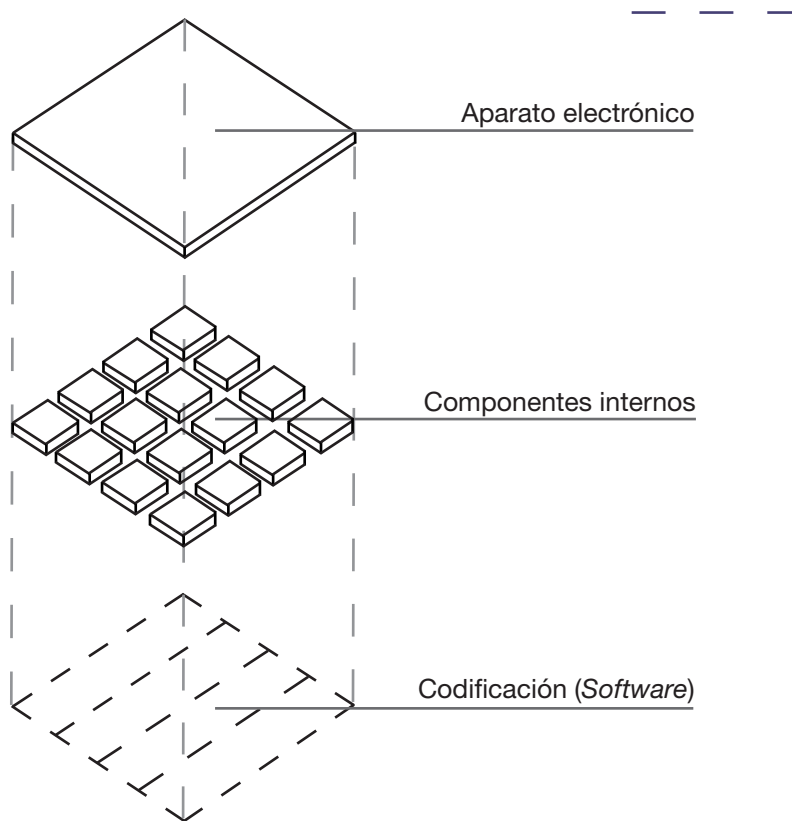 Aparato electrónico
Componentes internos
Codificación (Software)